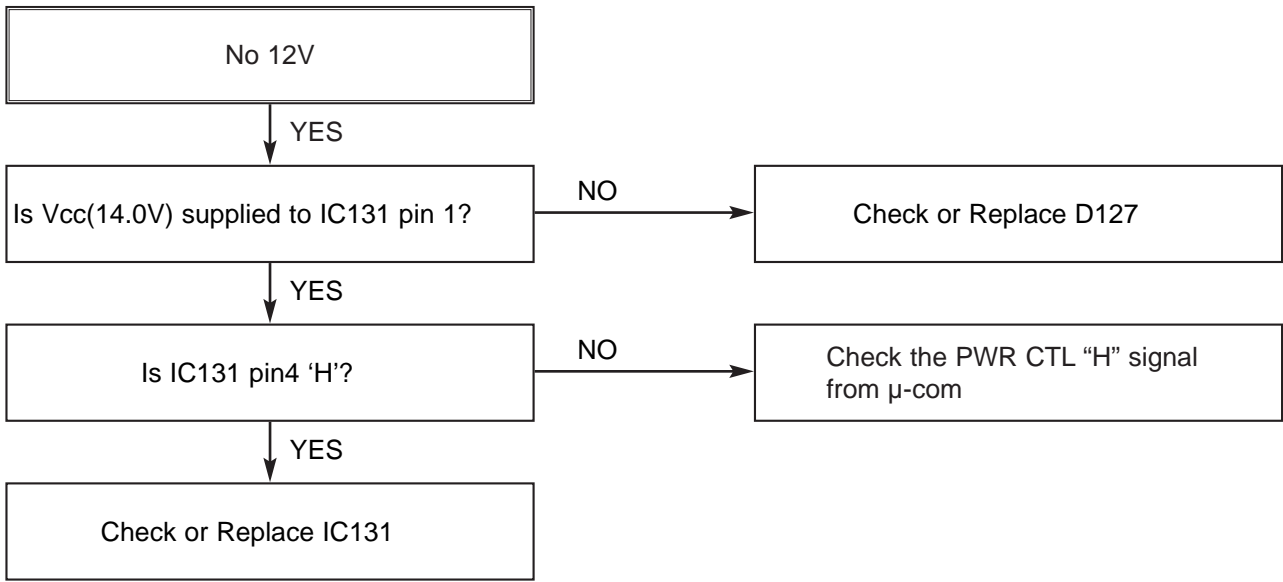 No 12V
YES
Is Vcc(14.0V) supplied to IC131 pin 1?
NO
Check or Replace D127
YES
Is IC131 pin4 ‘H’?
NO
Check the PWR CTL “H” signal
from µ-com
YES
Check or Replace IC131